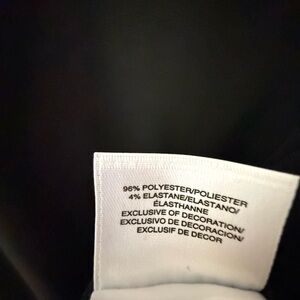 96% POLYESTER/POLIESTER
4% ELASTANE/ELASTANO/
ÉLASTHANNE
EXCLUSIVE OF DECORATION/
EXCLUSIVO DE DECORACION/
EXCLUSIF DE DECOR